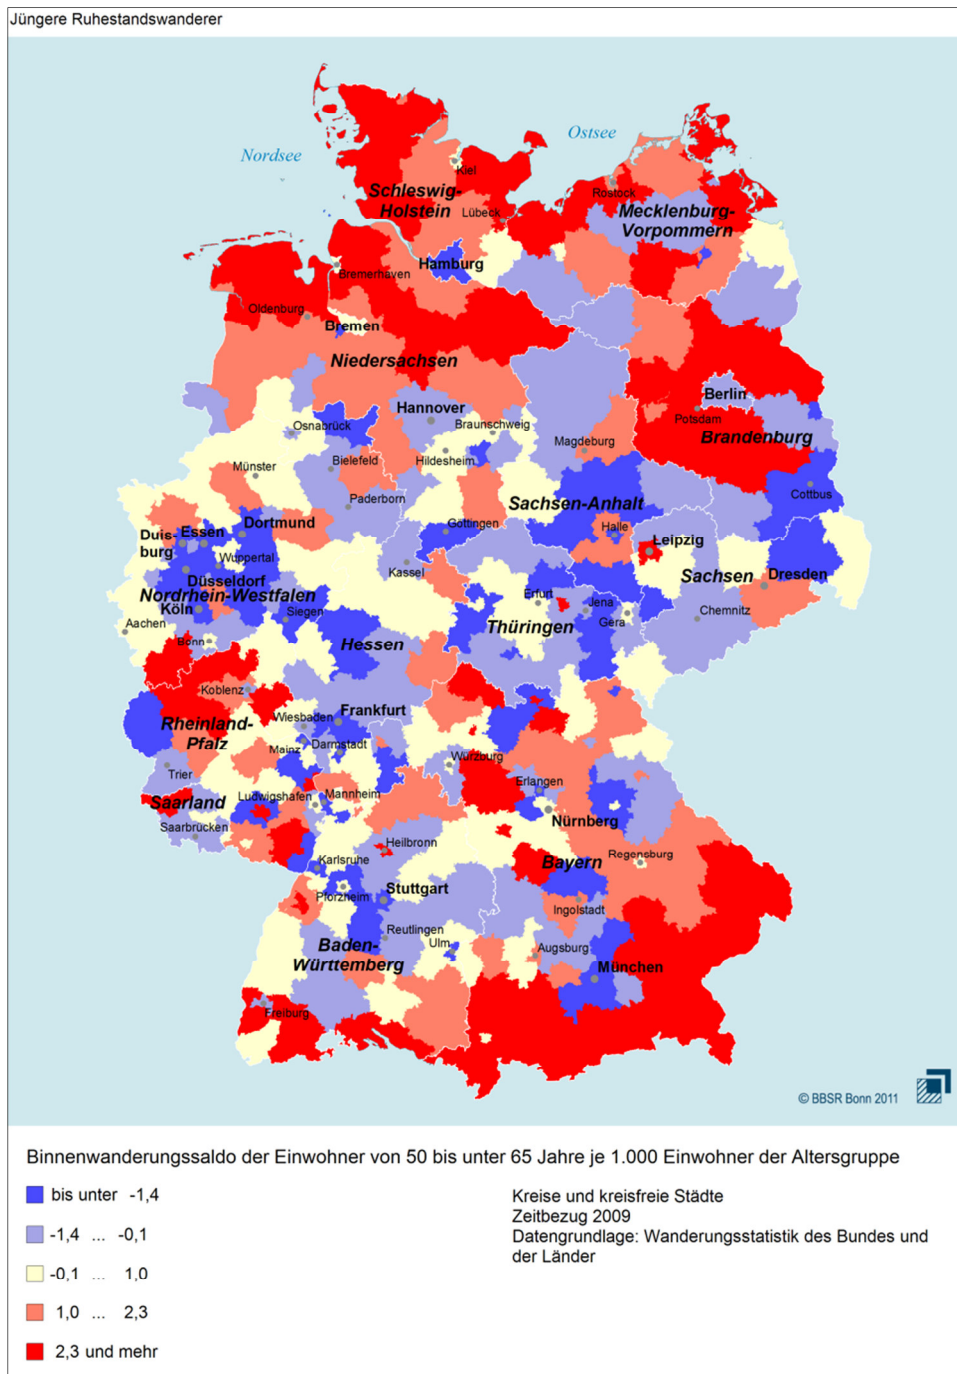 Jüngere Ruhestandswanderer
Ostsee
Nordsee
Kiel
Schleswig-
Holstein
Rostock
Lübeck
Mecklenburg-
Vorpommern
Hamburg
Bremerhaven
Oldenburg
Bremen
Niedersachsen
Berlin
Hannover
Potsdam
Osnabrück
Braunschweig
Brandenburg
Magdeburg
Bielefeld
Hildesheim
Münster
Cottbus
Paderborn
Sachsen-Anhalt
Göttingen
Dortmund
Halle
Duis-
burg
Essen
Leipzig
Wuppertal
Kassel
Düsseldorf
Sachsen
Dresden
Nordrhein-Westfalen
Erfurt
Jena
Köln
Siegen
Chemnitz
Gera
Thüringen
Aachen
Bonn
Hessen
Koblenz
Frankfurt
Wiesbaden
Rheinland-
Pfalz
Mainz
Darmstadt
Würzburg
Trier
Erlangen
Ludwigshafen
Mannheim
Saarland
Nürnberg
Saarbrücken
Heilbronn
Karlsruhe
Bayern
Regensburg
Stuttgart
Pforzheim
Ingolstadt
Reutlingen
Ulm
Baden-
Württemberg
Augsburg
München
Freiburg
© BBSR Bonn 2011
Binnenwanderungssaldo der Einwohner von 50 bis unter 65 Jahre je 1.000 Einwohner der Altersgruppe
bis unter -1,4
-1,4 ... -0,1
-0,1 ... 1,0
1,0 ... 2,3
2,3 und mehr
Kreise und kreisfreie Städte
Zeitbezug 2009
Datengrundlage: Wanderungsstatistik des Bundes und
der Länder